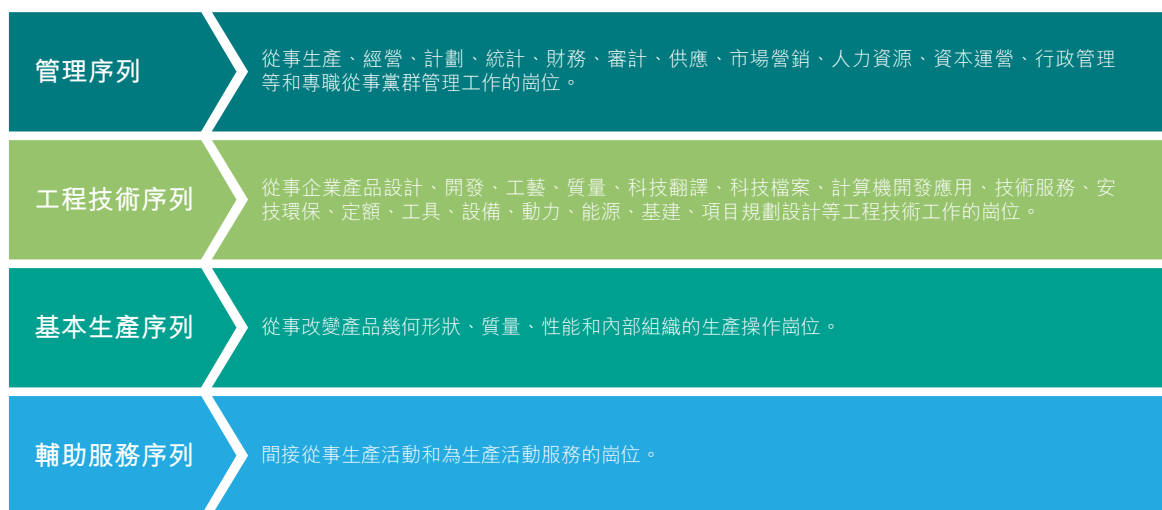 管理序列
從事生產、經營、計劃、統計、財務、審計、供應、市場營銷、人力資源、資本運營、行政管理
等和專職從事黨群管理工作的崗位。
工程技術序列
從事企業產品設計、開發、工藝、質量、科技翻譯、科技檔案、計算機開發應用、技術服務、安
技環保、定額、工具、設備、動力、能源、基建、項目規劃設計等工程技術工作的崗位。
基本生產序列
從事改變產品幾何形狀、質量、性能和內部組織的生產操作崗位。
輔助服務序列
間接從事生產活動和為生產活動服務的崗位。